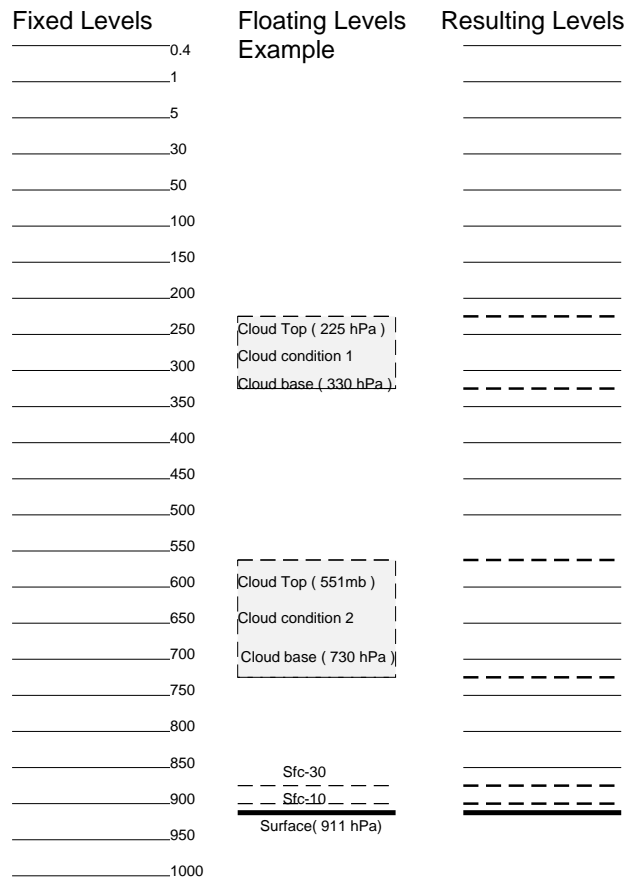 Fixed Levels
Floating Levels
Example
Resulting Levels
0.4
1
5
30
50
100
150
200
250
300
350
400
450
500
550
600
650
700
750
800
850
900
950
1000
Cloud Top ( 225 hPa )
Cloud condition 1
Cloud base ( 330 hPa )
Cloud Top ( 551mb )
Cloud condition 2
Cloud base ( 730 hPa )
Sfc-30
Sfc-10
Surface( 911 hPa)